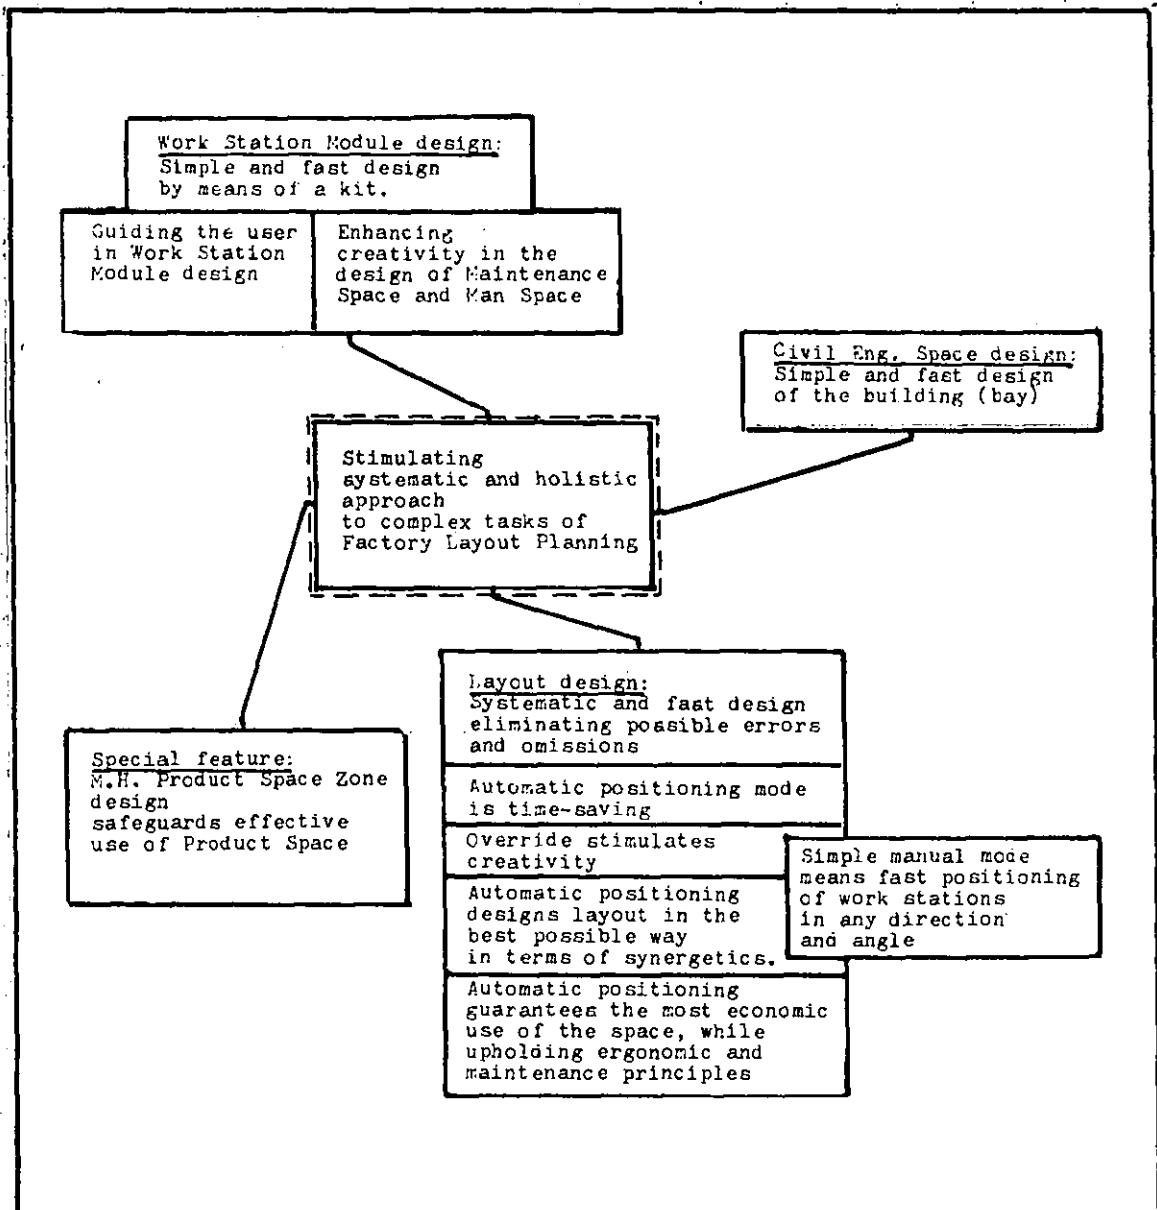 Work Station Module design:
Simple and fast design
by means of a kit.
Guiding the user
in Work Station
Module design
Enhancing
creativity in the
design of Maintenance
Space and Man Space
Civil Eng. Space design:
Simple and fast design
of the building (bay)
Stimulating
systematic and holistic
approach
to complex tasks of
Factory Layout Planning
Layout design:
Systematic and fast design
eliminating possible errors
and omissions
Special feature:
M.H. Product Space Zone
design
safeguards effective
use of Product Space
Automatic positioning mode
is time-saving
Override stimulates
creativity
Simple manual mode
means fast positioning
of work stations
in any direction
and angle
Automatic positioning
designs layout in the
best possible way
in terms of synergetics.
Automatic positioning
guarantees the most economic
use of the space, while
upholding ergonomic and
maintenance principles